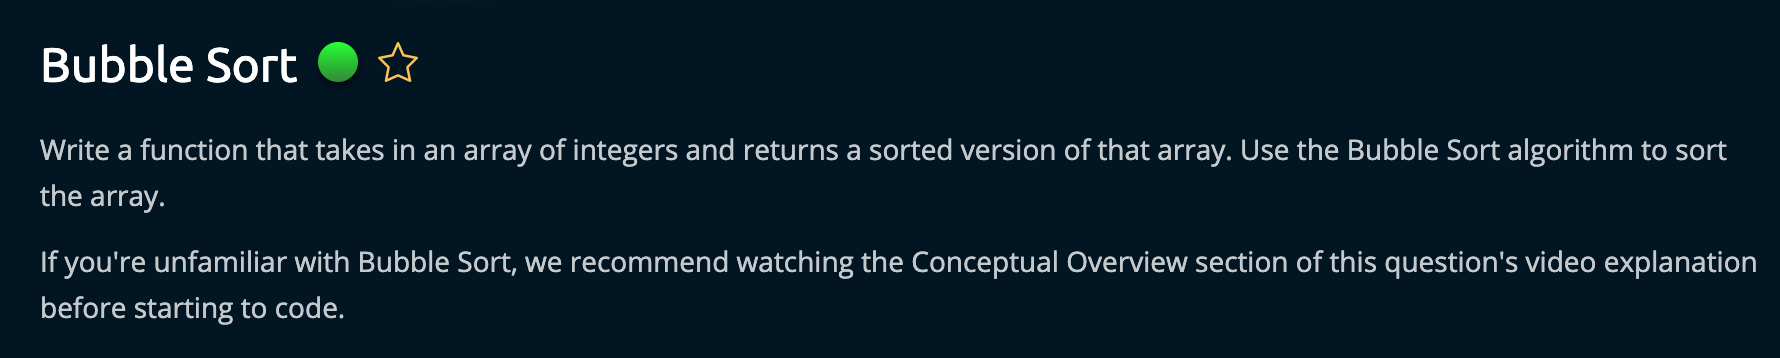 Bubble Sort
Write a function that takes in an array of integers and returns a sorted version of that array. Use the Bubble Sort algorithm to sort
the array.
If you're unfamiliar with Bubble Sort, we recommend watching the Conceptual Overview section of this question's video explanation
before starting to code.